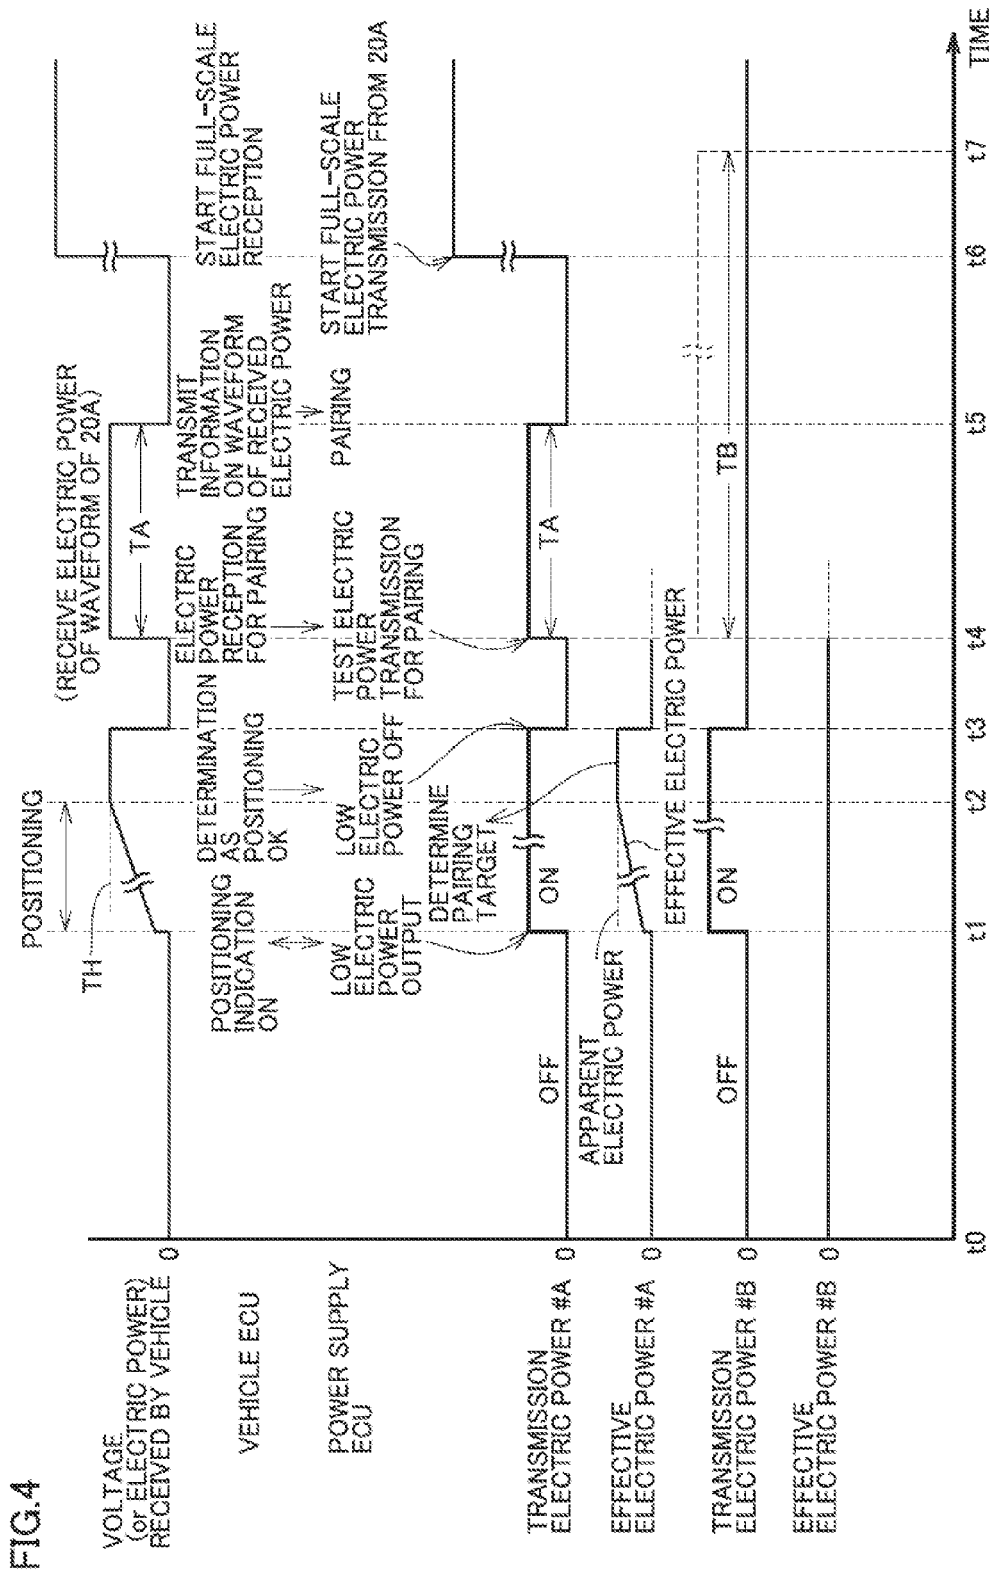 FIG.4
VOLTAGE
(or ELECTRIC POWER)
RECEIVED BY VEHICLE
0
TH
POSITIONING
TA
(RECEIVE ELECTRIC POWER
OF WAVEFORM OF 20A)
VEHICLE ECU
POSITIONING
INDICATION
ON
DETERMINATION
AS
POSITIONING
OK
ELECTRIC
POWER
RECEPTION
FOR PAIRING
TRANSMIT
INFORMATION
ON WAVEFORM
OF RECEIVED
ELECTRIC POWER
START FULL-SCALE
ELECTRIC POWER
RECEPTION
POWER SUPPLY
ECU
LOW
ELECTRIC
POWER
OUTPUT
LOW
ELECTRIC
POWER OFF
TEST ELECTRIC
POWER
TRANSMISSION
FOR PAIRING
PAIRING
START FULL-SCALE
ELECTRIC POWER
TRANSMISSION FROM 20A
DETERMINE
PAIRING
TARGET
TRANSMISSION
ELECTRIC POWER #A
0
OFF
ON
TA
EFFECTIVE
ELECTRIC POWER #A
0
APPARENT
ELECTRIC POWER
EFFECTIVE ELECTRIC POWER
TRANSMISSION
ELECTRIC POWER #B
0
OFF
ON
TB
EFFECTIVE
ELECTRIC POWER #B
0
t0
t1
t2
t3
t4
t5
t6
t7
TIME